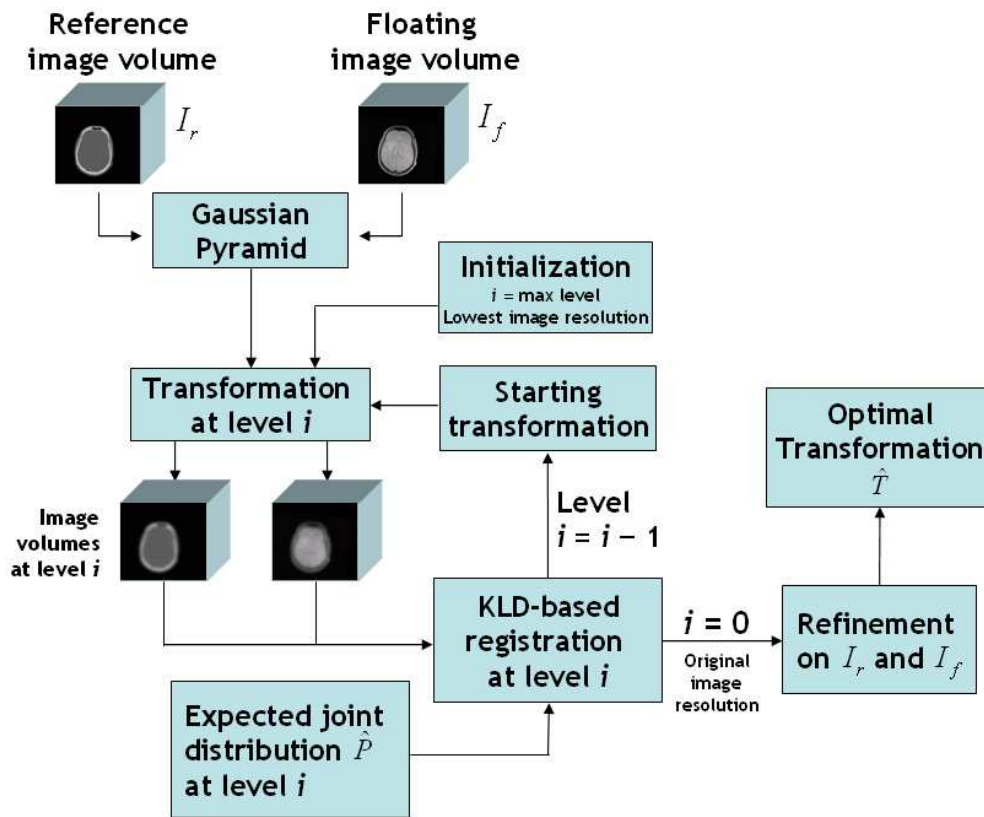 Reference
image volume
I_r
Floating
image volume
I_f
Gaussian
Pyramid
Initialization
i = max level
Lowest image resolution
Transformation
at level i
Starting
transformation
Optimal
Transformation
T̂
Image
volumes
at level i
Level
i = i − 1
KLD-based
registration
at level i
i = 0
Original
image
resolution
Refinement
on I_r and I_f
Expected joint
distribution P̂
at level i